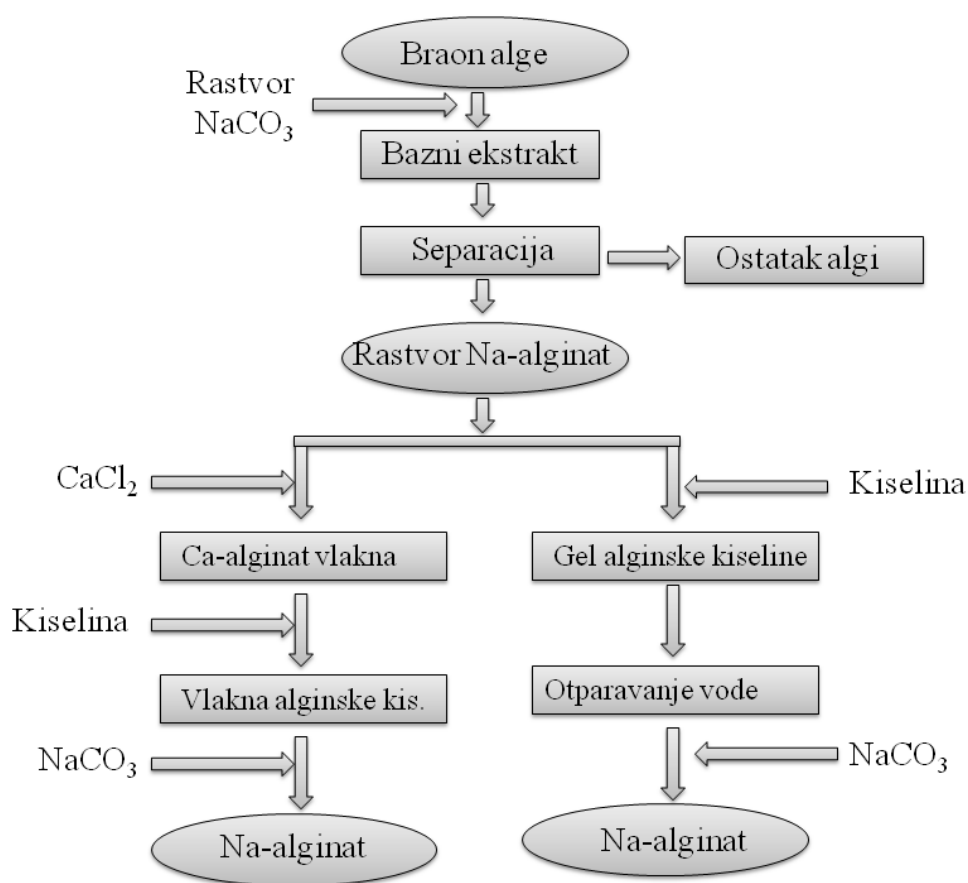 Braon alge
Rastvor
NaCO₃
Bazni ekstrakt
Separacija
Ostatak algi
Rastvor Na-alginat
CaCl₂
Kiselina
Ca-alginat vlakna
Gel alginske kiseline
Kiselina
Vlakna alginske kis.
Otparavanje vode
NaCO₃
NaCO₃
Na-alginat
Na-alginat